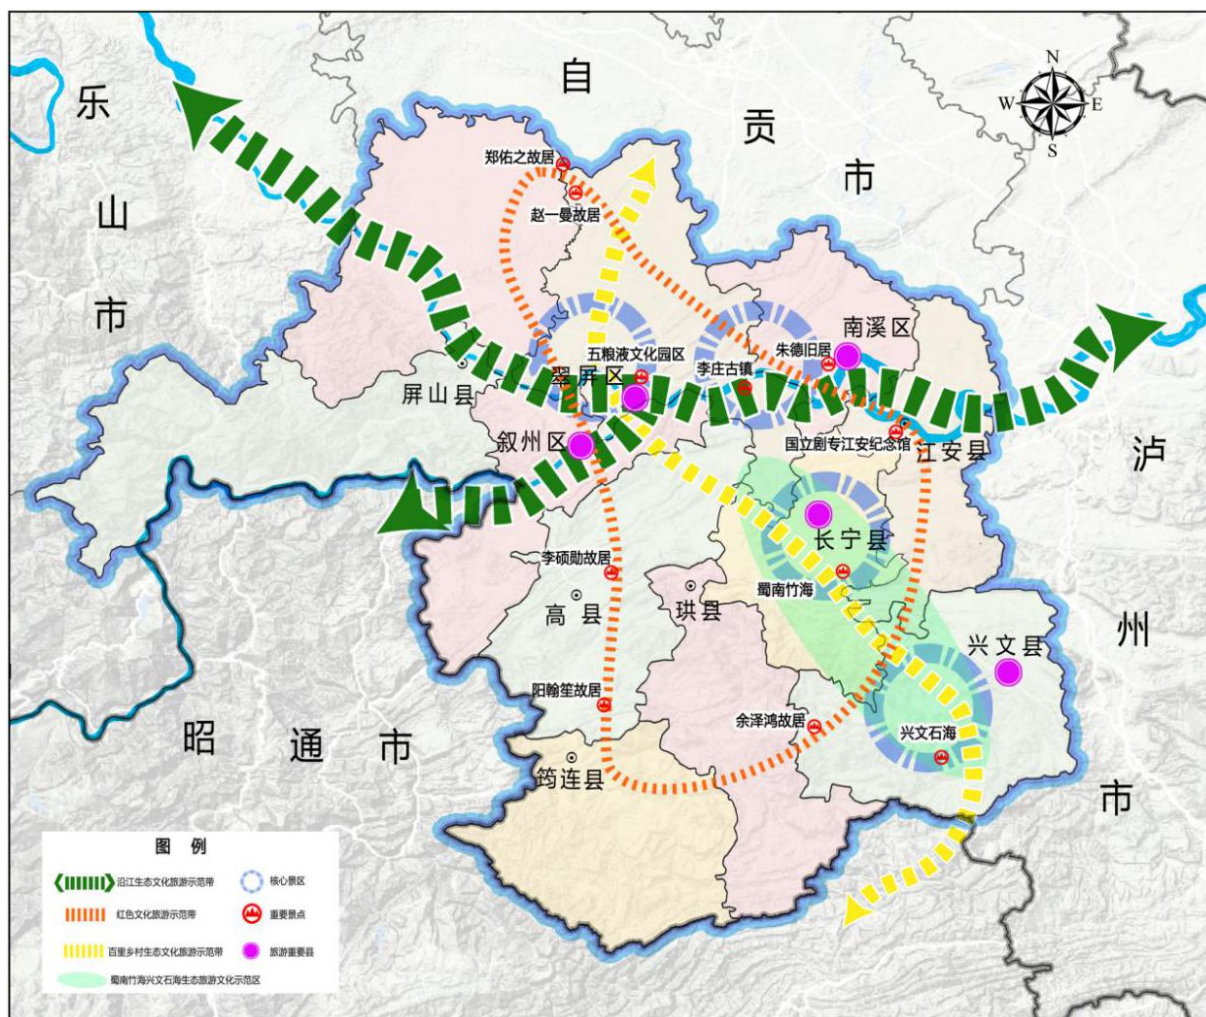 乐山市
自贡市
N
W E
S
郑佑之故居
赵一曼故居
南溪区
五粮液文化园区
朱德旧居
翠屏区
李庄古镇
屏山县
叙州区
国立剧专江安纪念馆
江安县
泸州市
长宁县
李硕勋故居
蜀南竹海
高县
珙县
兴文县
阳翰笙故居
余泽鸿故居
兴文石海
昭通市
筠连县
图 例
沿江生态文化旅游示范带
核心景区
红色文化旅游示范带
重要景点
百里乡村生态文化旅游示范带
旅游重要县
蜀南竹海兴文石海生态旅游文化示范区